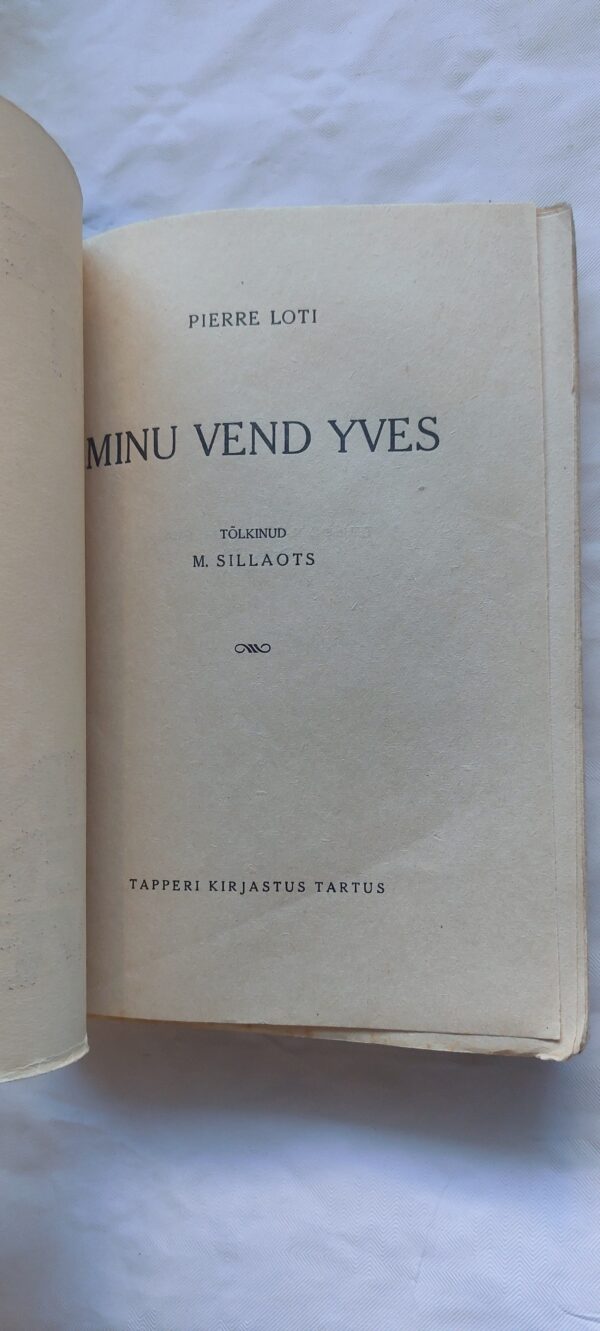 PIERRE LOTI
MINU VEND YVES
TÕLKINUD
M. SILLAOTS
TAPPERI KIRJASTUS TARTUS